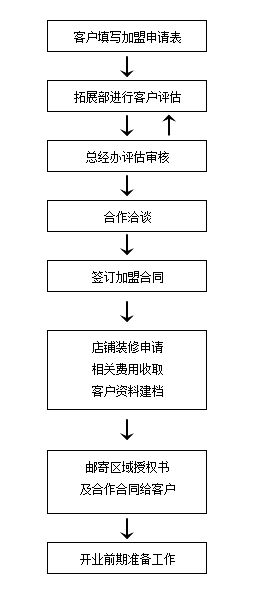 客户填写加盟申请表
拓展部进行客户评估
总经办评估审核
合作洽谈
签订加盟合同
店铺装修申请
相关费用收取
客户资料建档
邮寄区域授权书
及合作合同给客户
开业前期准备工作